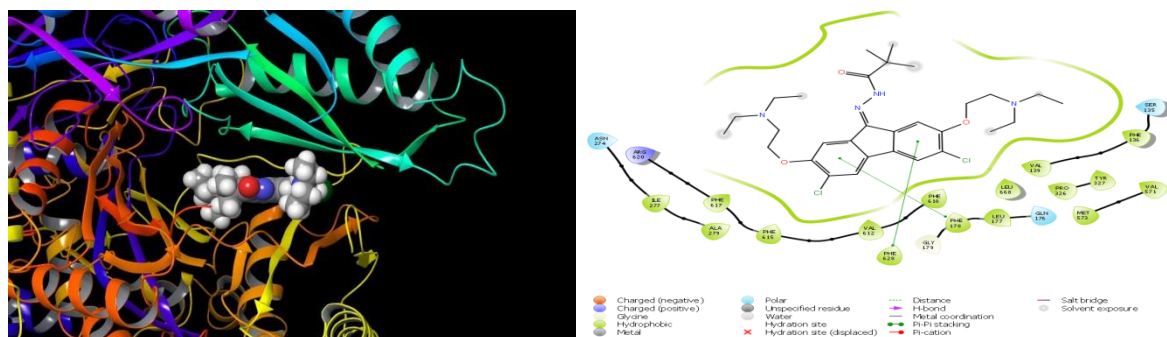 O
NH
N
N
O
Cl
N
O
Cl
SER
135
PHE
136
VAL
139
TYR
327
PRO
326
VAL
571
MET
573
LEU
668
GLN
176
LEU
177
PHE
178
GLY
179
PHE
610
PHE
628
VAL
612
PHE
615
PHE
617
ALA
279
ILE
277
ARG
620
ASN
274
Charged (negative)
Charged (positive)
Glycine
Hydrophobic
Metal
Polar
Unspecified residue
Water
Hydration site
Hydration site (displaced)
Distance
H-bond
Metal coordination
Pi-Pi stacking
Pi-cation
Salt bridge
Solvent exposure